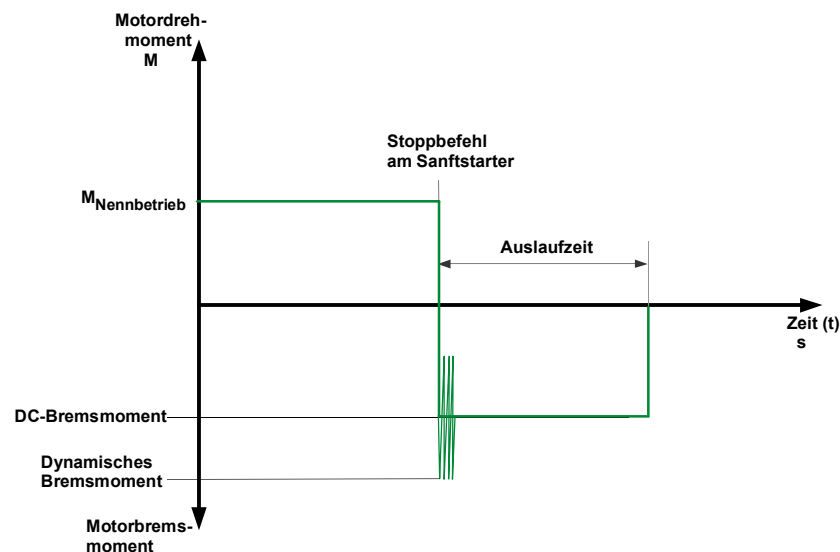 Motordreh-
moment
M
Stoppbefehl
am Sanftstarter
MNennbetrieb
Auslaufzeit
Zeit (t)
s
DC-Bremsmoment
Dynamisches
Bremsmoment
Motorbrems-
moment